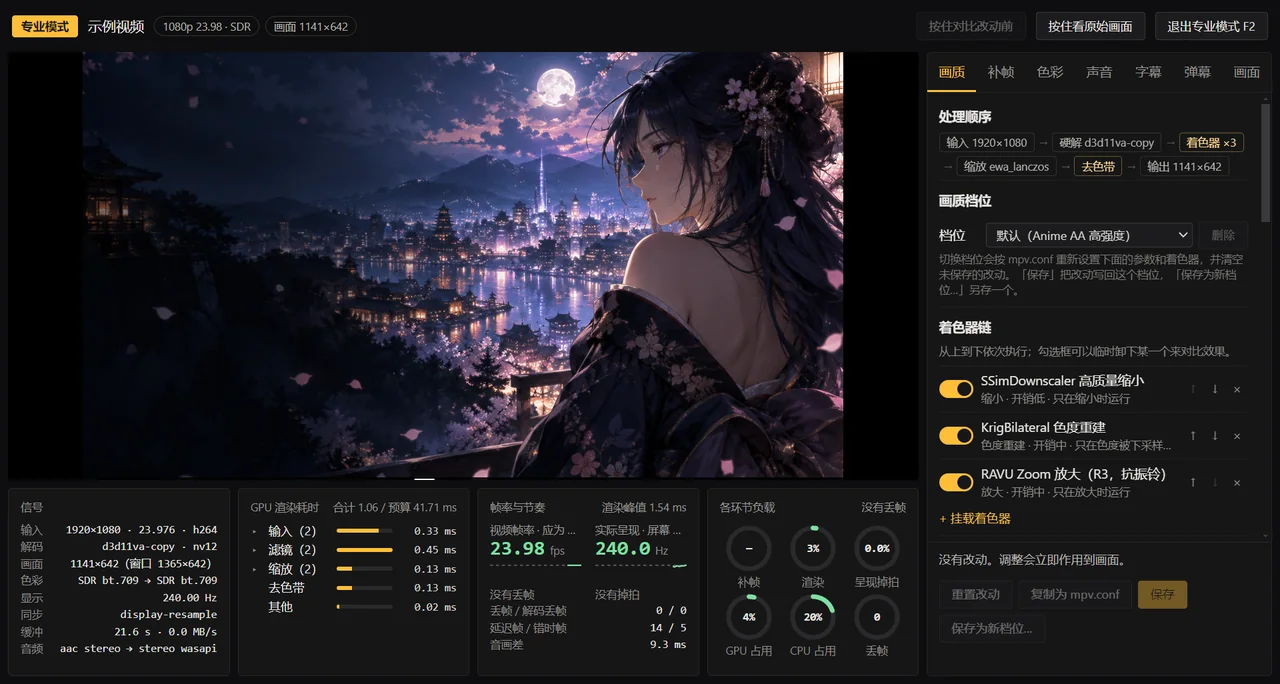 专业模式 示例视频 1080p 23.98 · SDR 画面 1141×642 按住对比改动前 按住看原始画面 退出专业模式 F2
画质 补帧 色彩 声音 字幕 弹幕 画面
处理顺序
输入 1920×1080 → 硬解 d3d11va-copy → 着色器 ×3
→ 缩放 ewa_lanczos → 去色带 → 输出 1141×642
画质档位
档位 默认（Anime AA 高强度） 删除
切换档位会按 mpv.conf 重新设置下面的参数和着色器，并清空
未保存的改动。「保存」把改动写回这个档位，「保存为新档
位...」另存一个。
着色器链
从上到下依次执行；勾选框可以临时卸下某一个来对比效果。
SSimDownscaler 高质量缩小 ↑ ↓ ×
缩小 · 开销低 · 只在缩小时运行
KrigBilateral 色度重建 ↑ ↓ ×
色度重建 · 开销中 · 只在色度被下采样...
RAVU Zoom 放大（R3，抗振铃） ↑ ↓ ×
放大 · 开销中 · 只在放大时运行
+ 挂载着色器
没有改动。调整会立即作用到画面。
重置改动 复制为 mpv.conf 保存
保存为新档位...
信号
输入 1920×1080 · 23.976 · h264
解码 d3d11va-copy · nv12
画面 1141×642 (窗口 1365×642)
色彩 SDR bt.709 → SDR bt.709
显示 240.00 Hz
同步 display-resample
缓冲 21.6 s · 0.0 MB/s
音频 aac stereo → stereo wasapi
GPU 渲染耗时 合计 1.06 / 预算 41.71 ms
输入 (2) 0.33 ms
滤镜 (2) 0.45 ms
缩放 (2) 0.13 ms
去色带 0.13 ms
其他 0.02 ms
帧率与节奏 渲染峰值 1.54 ms
视频帧率 · 应为 ... 实际呈现 · 屏幕 ...
23.98 fps 240.0 Hz
没有丢帧 没有掉拍
丢帧 / 解码丢帧 0 / 0
延迟帧 / 错时帧 14 / 5
音画差 9.3 ms
各环节负载 没有丢帧
– 3% 0.0%
补帧 渲染 呈现掉拍
4% 20% 0
GPU 占用 CPU 占用 丢帧